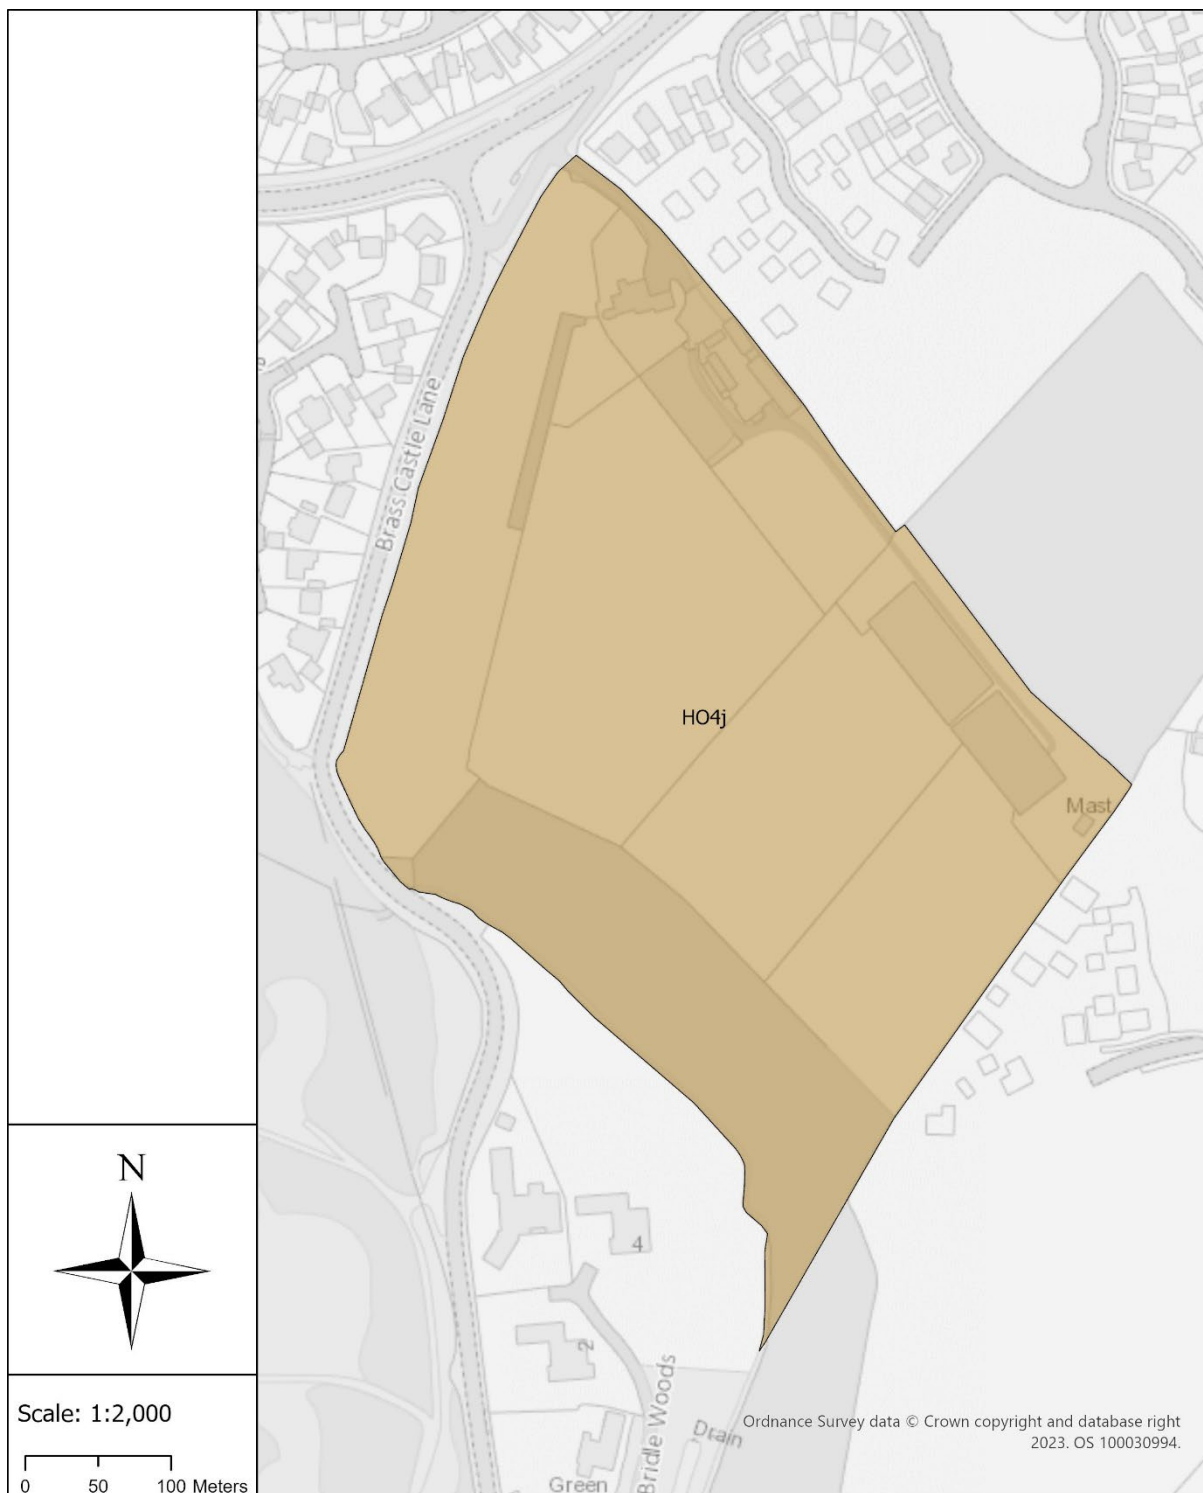 Brass Castle Lane
HO4j
Mast
4
2
Bridle Woods
Drain
Green
N
Scale: 1:2,000
0 50 100 Meters
Ordnance Survey data © Crown copyright and database right
2023. OS 100030994.